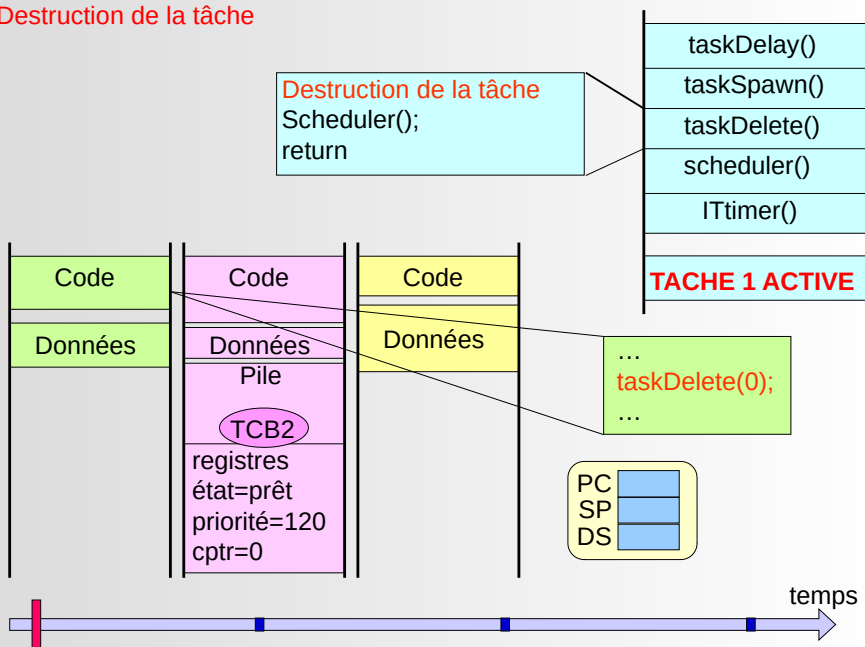 Destruction de la tâche
taskDelay()
taskSpawn()
taskDelete()
scheduler()
ITtimer()
TACHE 1 ACTIVE
Destruction de la tâche
Scheduler();
return
Code
Données
Code
Données
Pile
TCB2
registres
état=prêt
priorité=120
cptr=0
Code
Données
...
taskDelete(0);
...
PC
SP
DS
temps